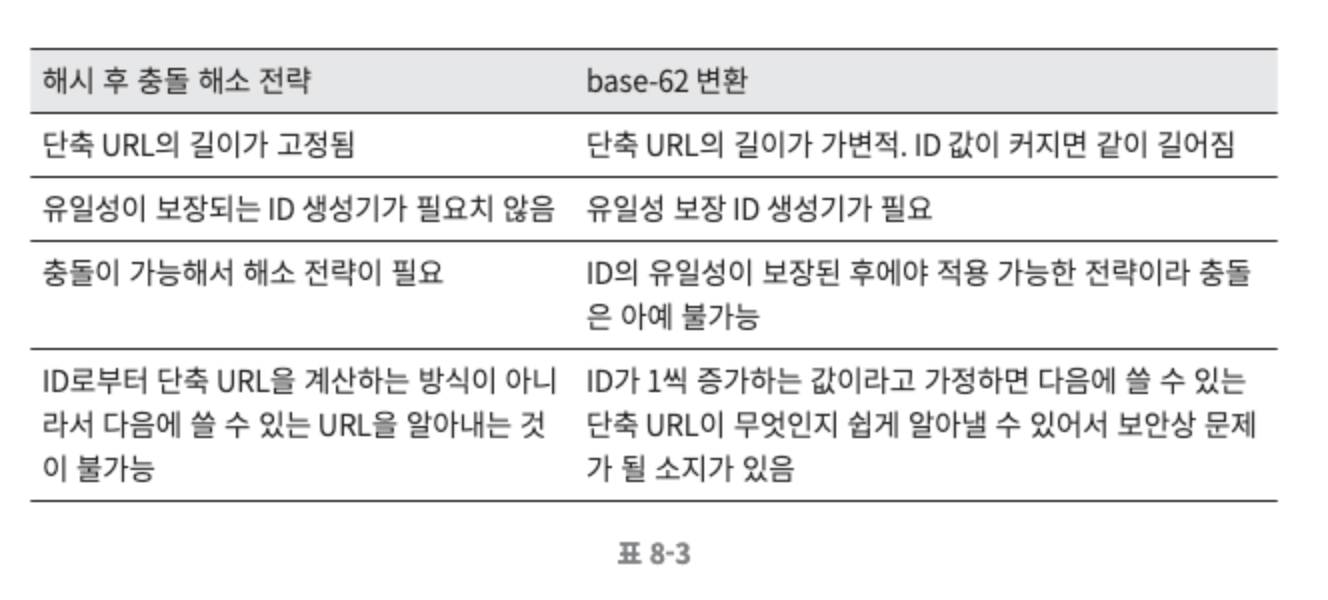 해시 후 충돌 해소 전략 base-62 변환
단축 URL의 길이가 고정됨 단축 URL의 길이가 가변적. ID 값이 커지면 같이 길어짐
유일성이 보장되는 ID 생성기가 필요치 않음 유일성 보장 ID 생성기가 필요
충돌이 가능해서 해소 전략이 필요 ID의 유일성이 보장된 후에야 적용 가능한 전략이라 충돌
은 아예 불가능
ID로부터 단축 URL을 계산하는 방식이 아니 ID가 1씩 증가하는 값이라고 가정하면 다음에 쓸 수 있는
라서 다음에 쓸 수 있는 URL을 알아내는 것 단축 URL이 무엇인지 쉽게 알아낼 수 있어서 보안상 문제
이 불가능 가 될 소지가 있음
표 8-3